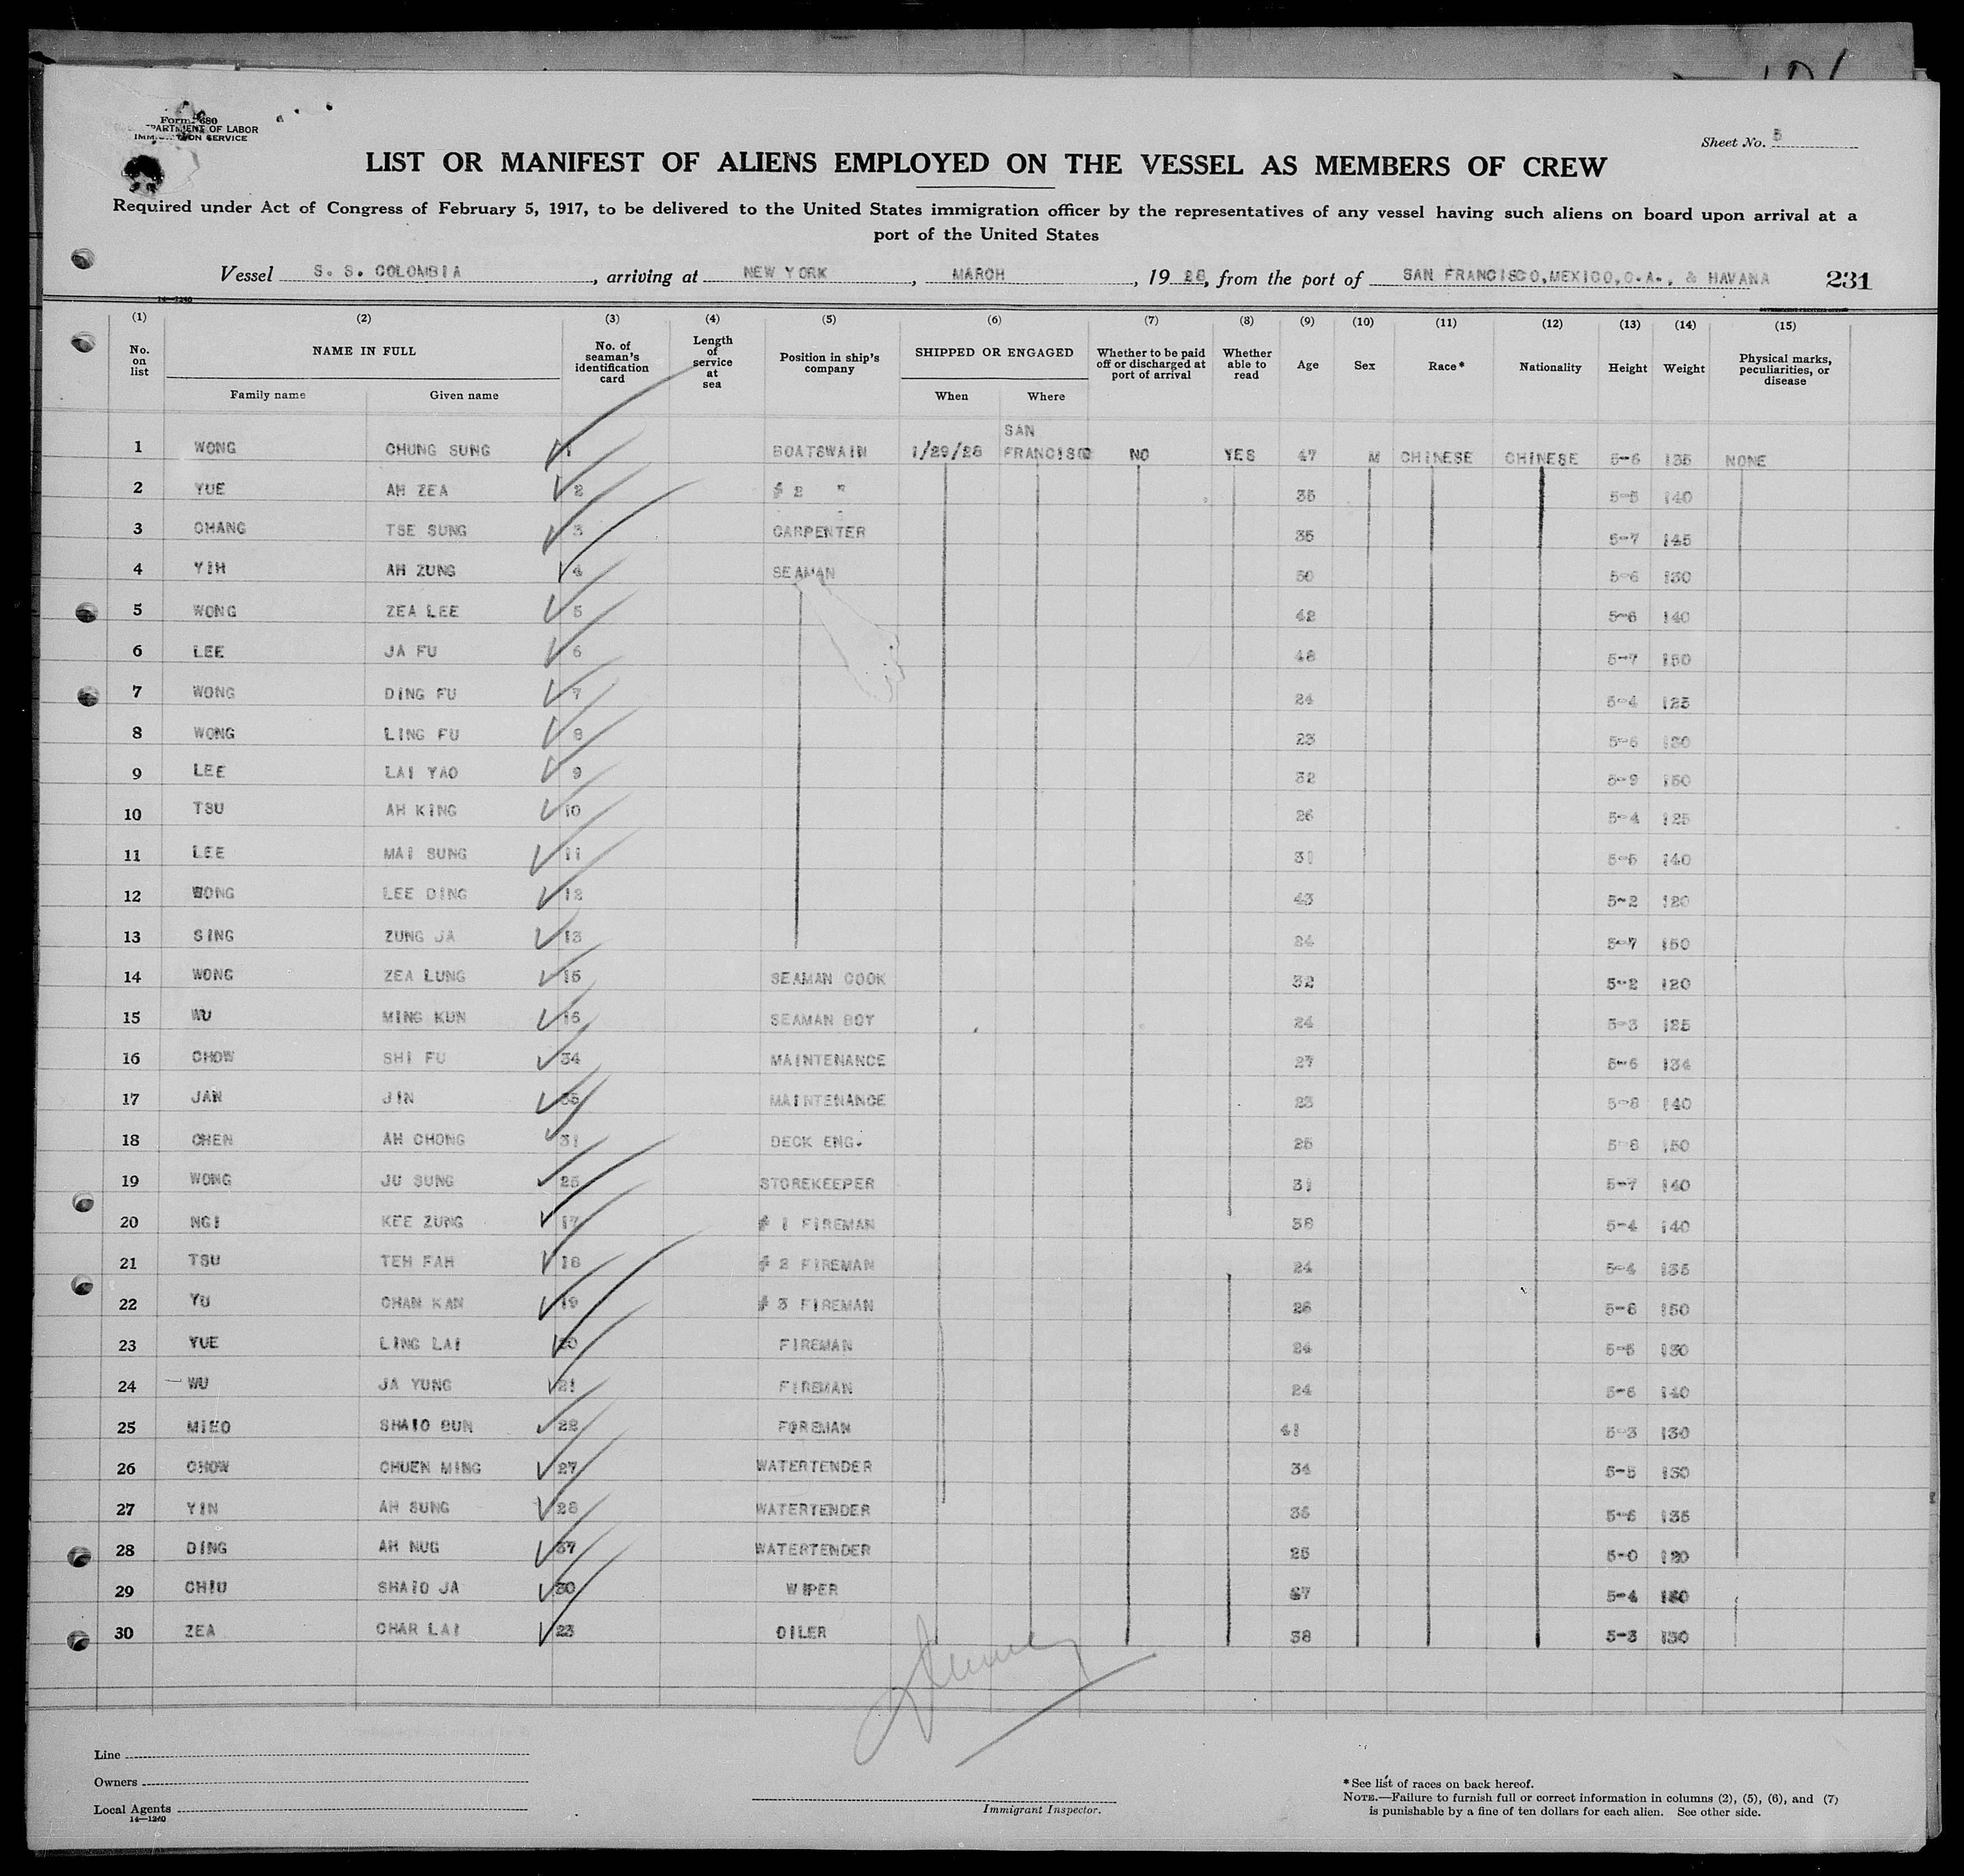 Form 680
DEPARTMENT OF LABOR
IMMIGRATION SERVICE
Sheet No. 5
LIST OR MANIFEST OF ALIENS EMPLOYED ON THE VESSEL AS MEMBERS OF CREW
Required under Act of Congress of February 5, 1917, to be delivered to the United States immigration officer by the representatives of any vessel having such aliens on board upon arrival at a
port of the United States
Vessel S. S. COLOMBIA, arriving at NEW YORK, MARCH, 1928, from the port of SAN FRANCISCO, MEXICO, C.A., & HAVANA 231
14-1240
(1) (2) (3) (4) (5) (6) (7) (8) (9) (10) (11) (12) (13) (14) (15)
No. on list NAME IN FULL No. of seaman's identification card Length of service at sea Position in ship's company SHIPPED OR ENGAGED Whether to be paid off or discharged at port of arrival Whether able to read Age Sex Race* Nationality Height Weight Physical marks, peculiarities, or disease
Family name Given name When Where
1 WONG CHUNG SUNG 1 BOATSWAIN 1/29/28 SAN FRANCISCO NO YES 47 M CHINESE CHINESE 5-6 135 NONE
2 YUE AH ZEA 2 # 2 " 35 5-5 140
3 CHANG TSE SUNG 3 CARPENTER 35 5-7 145
4 YIH AH ZUNG 4 SEAMAN 50 5-6 130
5 WONG ZEA LEE 5 42 5-6 140
6 LEE JA FU 6 48 5-7 150
7 WONG DING FU 7 24 5-4 125
8 WONG LING FU 23 5-6 130
9 LEE LAI YAO 9 32 5-9 150
10 TSU AH KING 10 26 5-4 125
11 LEE MAI SUNG 11 31 5-5 140
12 WONG LEE DING 12 43 5-2 120
13 SING ZUNG JA 13 24 5-7 150
14 WONG ZEA LUNG 15 SEAMAN COOK 32 5-2 120
15 WU MING KUN 16 SEAMAN BOY 24 5-3 125
16 CHOW SHI FU 34 MAINTENANCE 27 5-6 134
17 JAN JIN 35 MAINTENANCE 23 5-8 140
18 CHEN AH CHONG 31 DECK ENG. 25 5-8 150
19 WONG JU SUNG 25 STOREKEEPER 31 5-7 140
20 NGI KEE ZUNG 17 # 1 FIREMAN 38 5-4 140
21 TSU TEH FAH 18 # 2 FIREMAN 24 5-4 135
22 YU CHAN KAN 19 # 3 FIREMAN 26 5-8 150
23 YUE LING LAI 20 FIREMAN 24 5-5 130
24 WU JA YUNG 21 FIREMAN 24 5-6 140
25 MIEO SHAIO BUN 22 FOREMAN 41 5-3 130
26 CHOW CHUEN MING 27 WATERTENDER 34 5-5 130
27 YIN AH SUNG WATERTENDER 5-6 135
28 DING AH NUG 37 WATERTENDER 25 5-0 120
29 CHIU SHAIO JA 30 WIPER 5-4
30 ZEA CHAR LAI 23 OILER 38 5-3 130
Line
Owners
Local Agents
14-1240
Immigrant Inspector.
*See list of races on back hereof.
NOTE.—Failure to furnish full or correct information in columns (2), (5), (6), and (7)
is punishable by a fine of ten dollars for each alien. See other side.